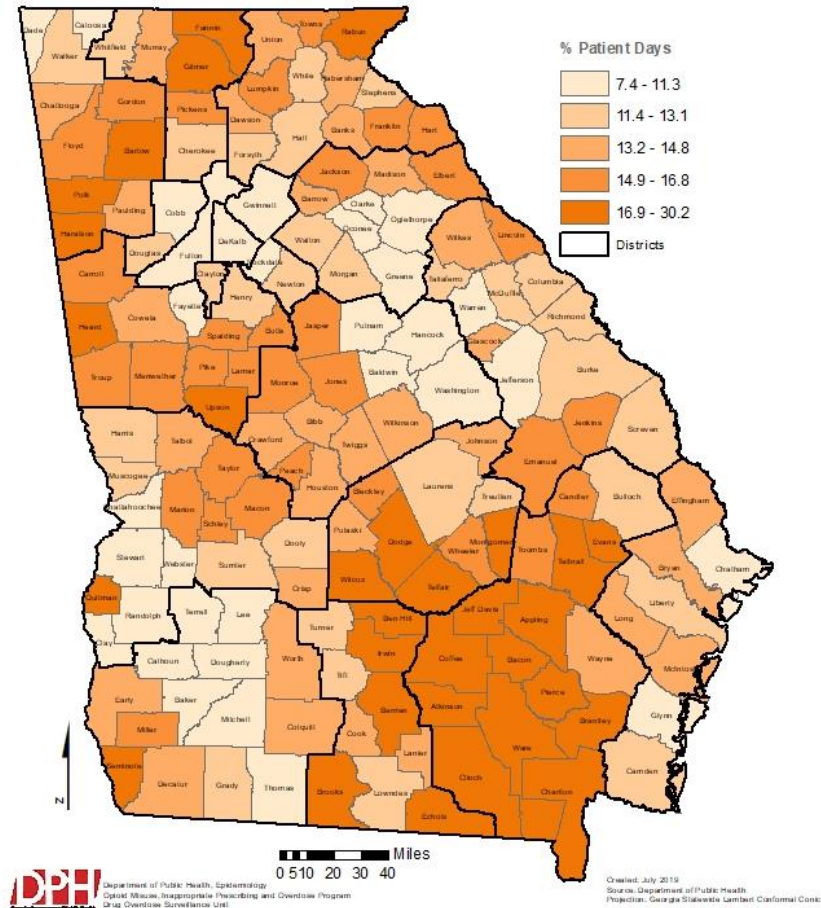 % Patient Days
7.4 - 11.3
11.4 - 13.1
13.2 - 14.8
14.9 - 16.8
16.9 - 30.2
Districts
Dade Catoosa Whitfield Murray Fannin Union Towns Rabun
Walker Gilmer White Habersham
Chattooga Gordon Pickens Lumpkin Stephens
Dawson Banks Franklin Hart
Floyd Bartow Cherokee Forsyth Hall
Jackson Madison Elbert
Polk Paulding Cobb Gwinnett Barrow Clarke Oglethorpe
Haralson Douglas Fulton DeKalb Rockdale Walton Oconee Wilkes Lincoln
Carroll Clayton Newton Morgan Greene Taliaferro McDuffie Columbia
Heard Coweta Fayette Henry Warren Richmond
Spalding Butts Jasper Putnam Hancock Glascock
Troup Meriwether Pike Lamar Monroe Jones Baldwin Washington Jefferson Burke
Upson
Harris Talbot Crawford Bibb Twiggs Wilkinson Johnson Emanuel Jenkins Screven
Muscogee Taylor Peach Houston Bleckley Laurens Treutlen Candler Bulloch Effingham
Chattahoochee Marion Schley Macon Dooly Pulaski Dodge Wheeler Montgomery Toombs Tattnall Evans Bryan Chatham
Stewart Webster Sumter
Crisp Wilcox Telfair Liberty
Quitman Randolph Terrell Lee Turner Ben Hill Jeff Davis Appling Long
Clay Calhoun Dougherty Worth Tift Irwin Coffee Bacon Wayne McIntosh
Early Baker Mitchell Colquitt Cook Berrien Atkinson Pierce Brantley Glynn
Miller Lanier Ware
Seminole Decatur Grady Thomas Brooks Lowndes Echols Clinch Charlton Camden
N
0 5 10 20 30 40 Miles
DPH
Department of Public Health, Epidemiology
Opioid Misuse, Inappropriate Prescribing and Overdose Program
Drug Overdose Surveillance Unit
Created: July 2019
Source: Department of Public Health
Projection: Georgia Statewide Lambert Conformal Conic